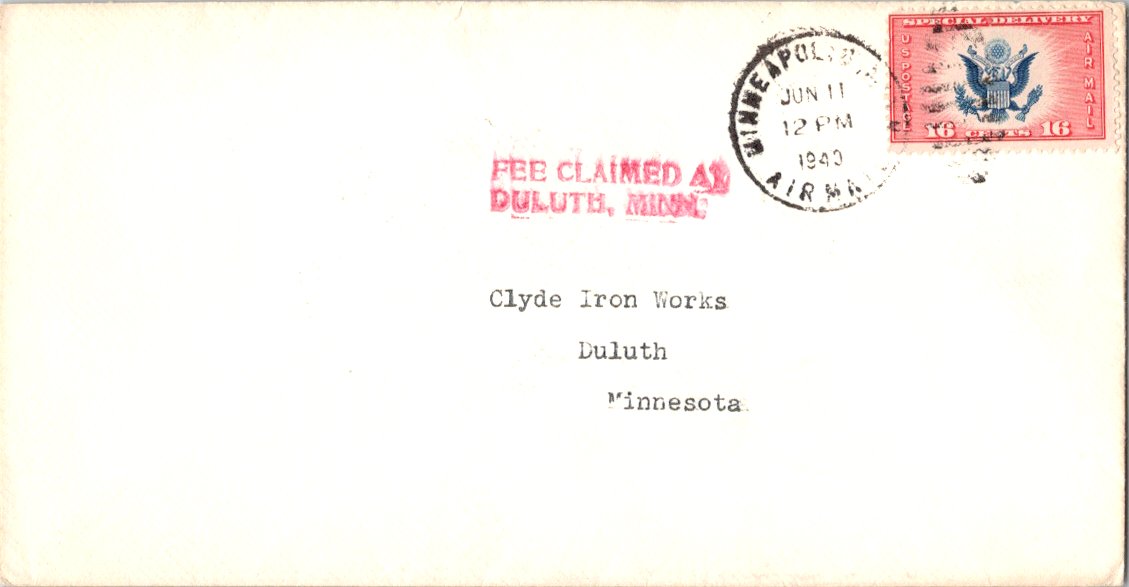 SPECIAL DELIVERY
U S POSTAGE
AIR MAIL
16 CENTS 16
MINNEAPOLIS,
JUN 11
12 PM
1940
AIR MAIL
FEE CLAIMED AT
DULUTH, MINN.
Clyde Iron Works
Duluth
Minnesota